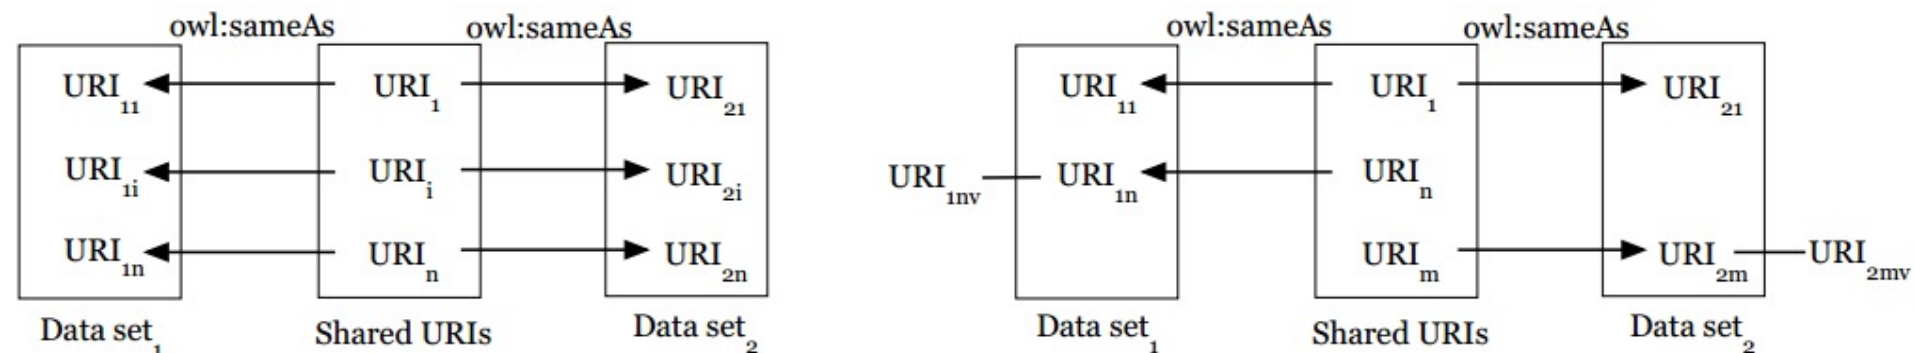 owl:sameAs owl:sameAs
URI₁₁ URI₁ URI₂₁
URI₁ᵢ URIᵢ URI₂ᵢ
URI₁ₙ URIₙ URI₂ₙ
Data set₁ Shared URIs Data set₂
owl:sameAs owl:sameAs
URI₁₁ URI₁ URI₂₁
URI₁ₙᵥ URI₁ₙ URIₙ
URIₘ URI₂ₘ URI₂ₘᵥ
Data set₁ Shared URIs Data set₂